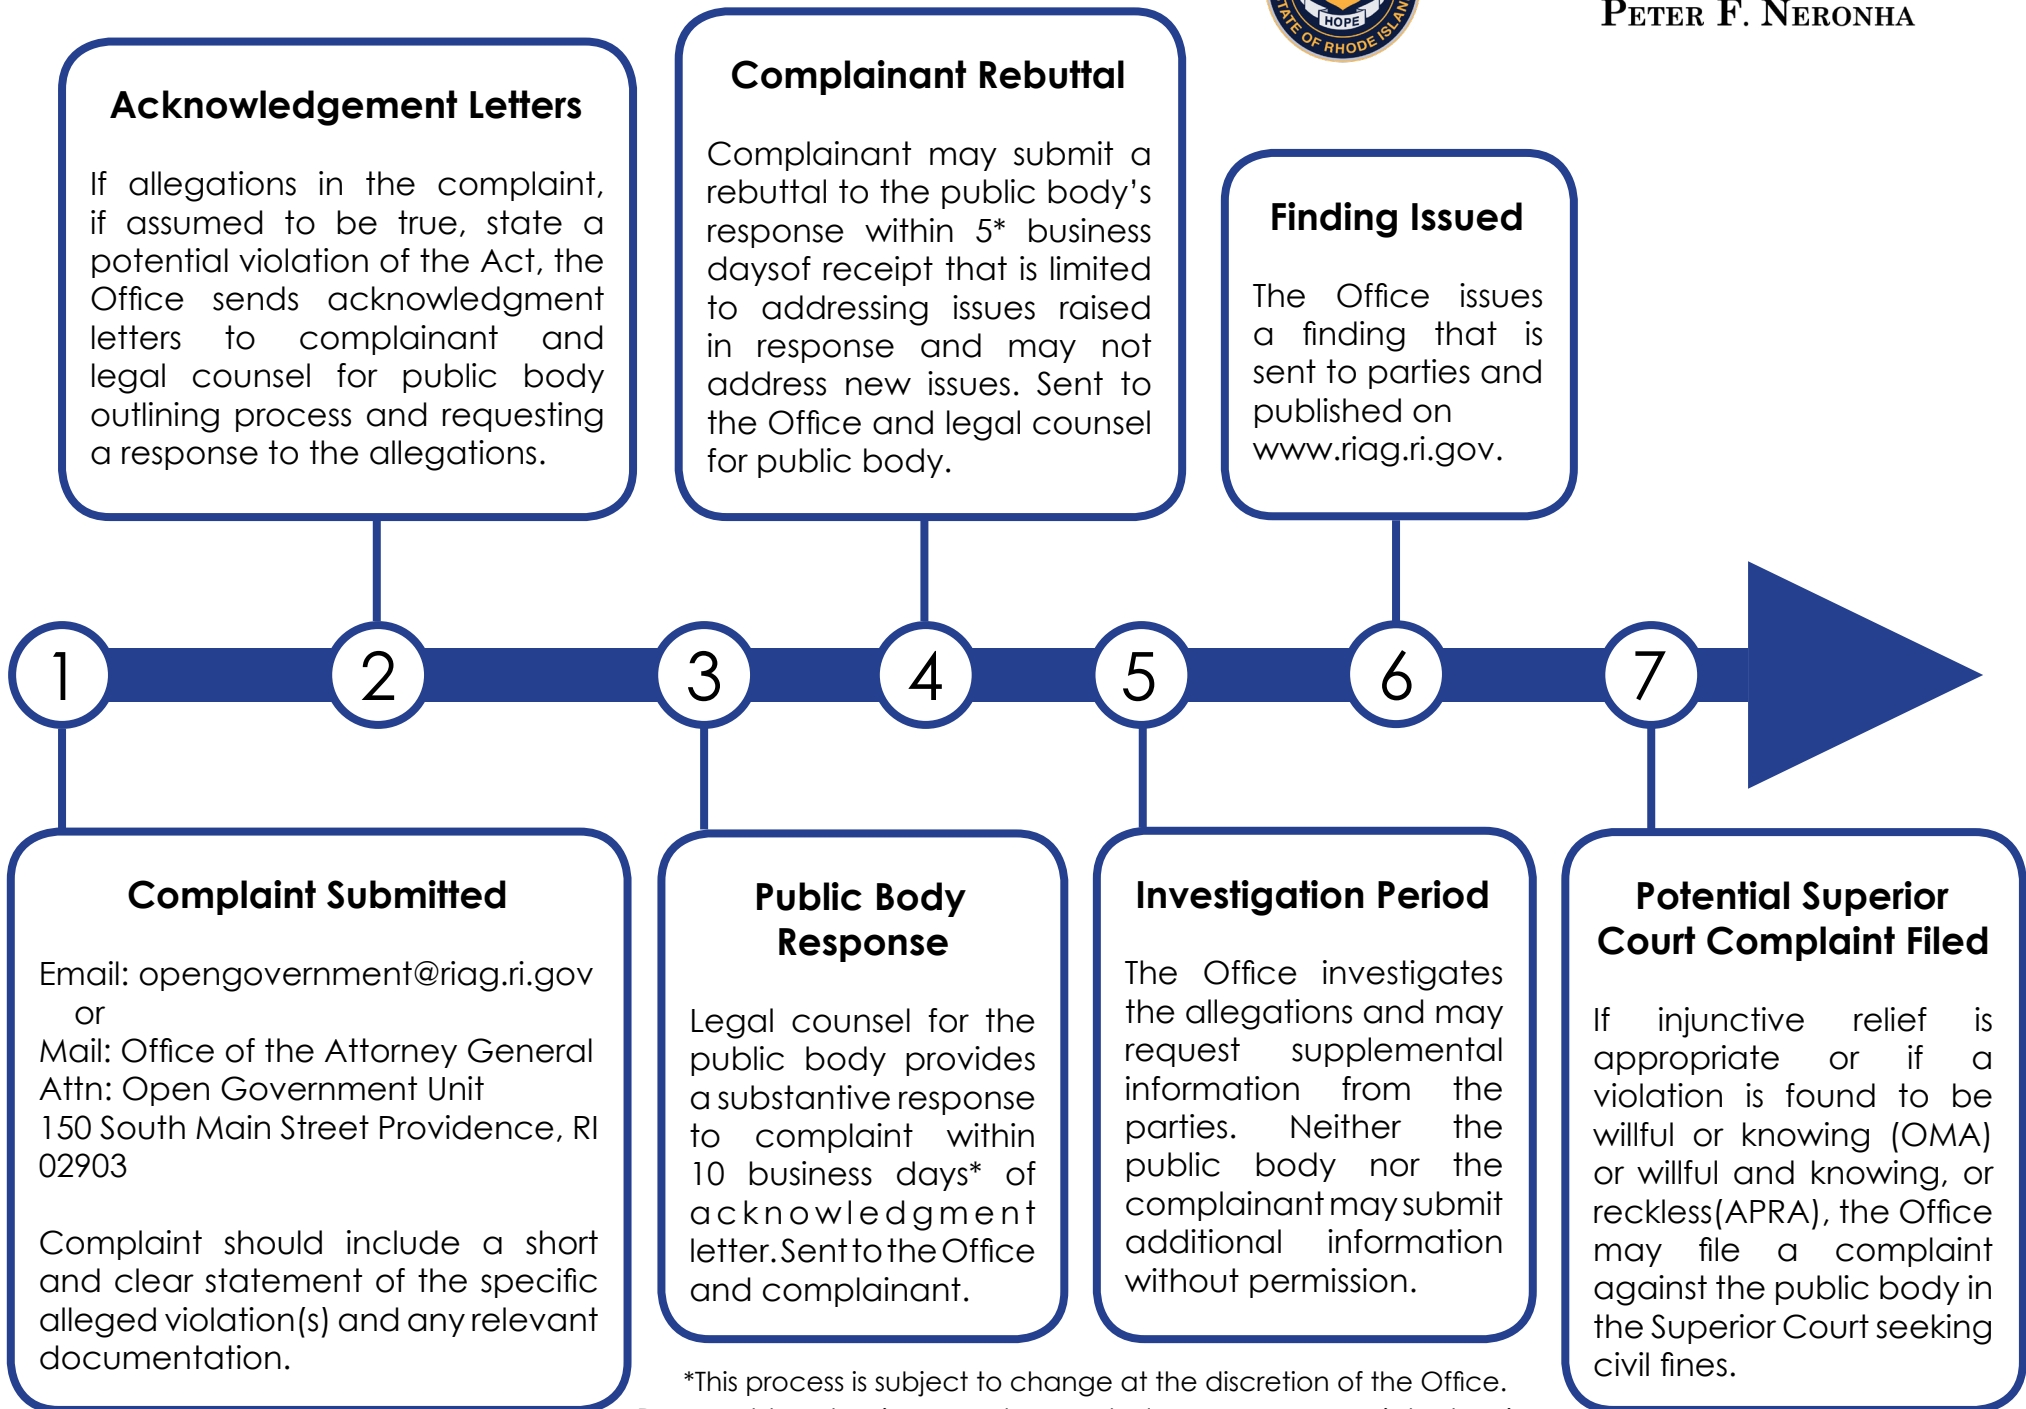 HOPE
STATE OF RHODE ISLAN
PETER F. NERONHA
Acknowledgement Letters
If allegations in the complaint,
if assumed to be true, state a
potential violation of the Act, the
Office sends acknowledgment
letters to complainant and
legal counsel for public body
outlining process and requesting
a response to the allegations.
Complainant Rebuttal
Complainant may submit a
rebuttal to the public body’s
response within 5* business
daysof receipt that is limited
to addressing issues raised
in response and may not
address new issues. Sent to
the Office and legal counsel
for public body.
Finding Issued
The Office issues
a finding that is
sent to parties and
published on
www.riag.ri.gov.
1 2 3 4 5 6 7
Complaint Submitted
Email: opengovernment@riag.ri.gov
or
Mail: Office of the Attorney General
Attn: Open Government Unit
150 South Main Street Providence, RI
02903
Complaint should include a short
and clear statement of the specific
alleged violation(s) and any relevant
documentation.
Public Body
Response
Legal counsel for the
public body provides
a substantive response
to complaint within
10 business days* of
acknowledgment
letter. Sent to the Office
and complainant.
Investigation Period
The Office investigates
the allegations and may
request supplemental
information from the
parties. Neither the
public body nor the
complainant may submit
additional information
without permission.
Potential Superior
Court Complaint Filed
If injunctive relief is
appropriate or if a
violation is found to be
willful or knowing (OMA)
or willful and knowing, or
reckless(APRA), the Office
may file a complaint
against the public body in
the Superior Court seeking
civil fines.
*This process is subject to change at the discretion of the Office.